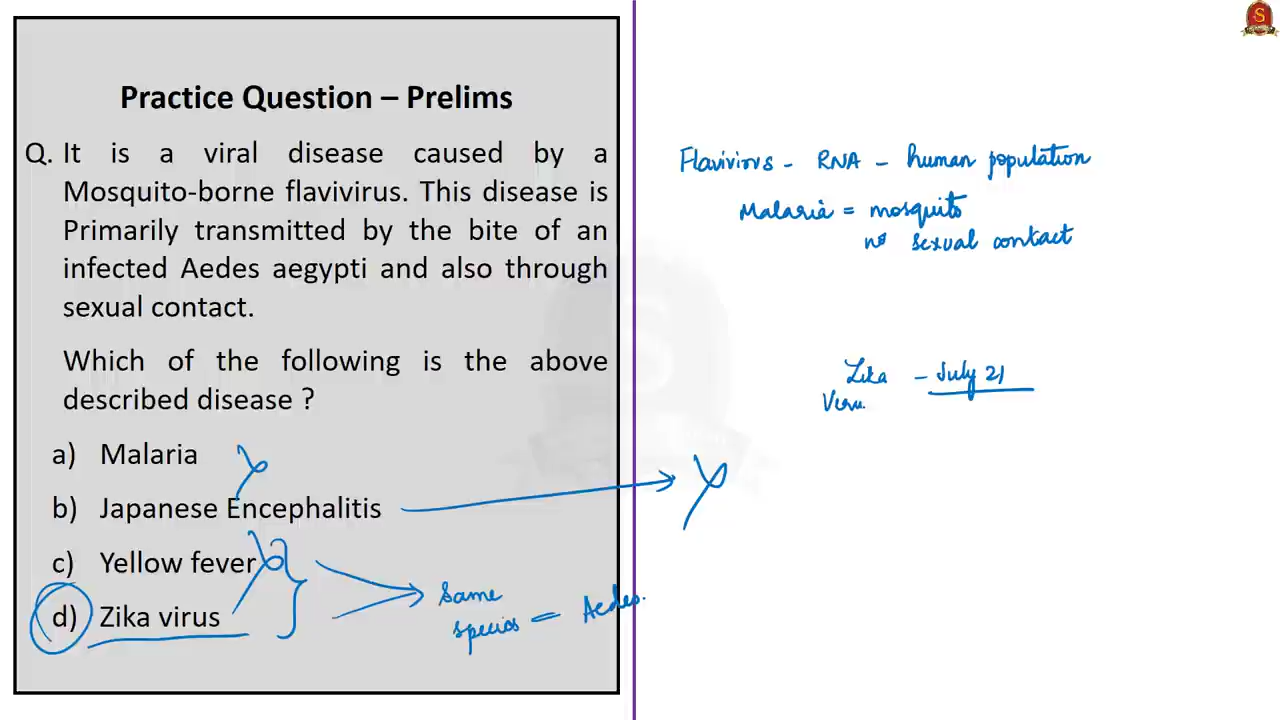 Practice Question – Prelims
Q. It is a viral disease caused by a
Mosquito-borne flavivirus. This disease is
Primarily transmitted by the bite of an
infected Aedes aegypti and also through
sexual contact.
Which of the following is the above
described disease ?
a) Malaria
b) Japanese Encephalitis
c) Yellow fever
d) Zika virus
Same
species = Aedes.
Flavivirus - RNA - human population
Malaria = mosquito
no sexual contact
Zika - July 21
Viru
S